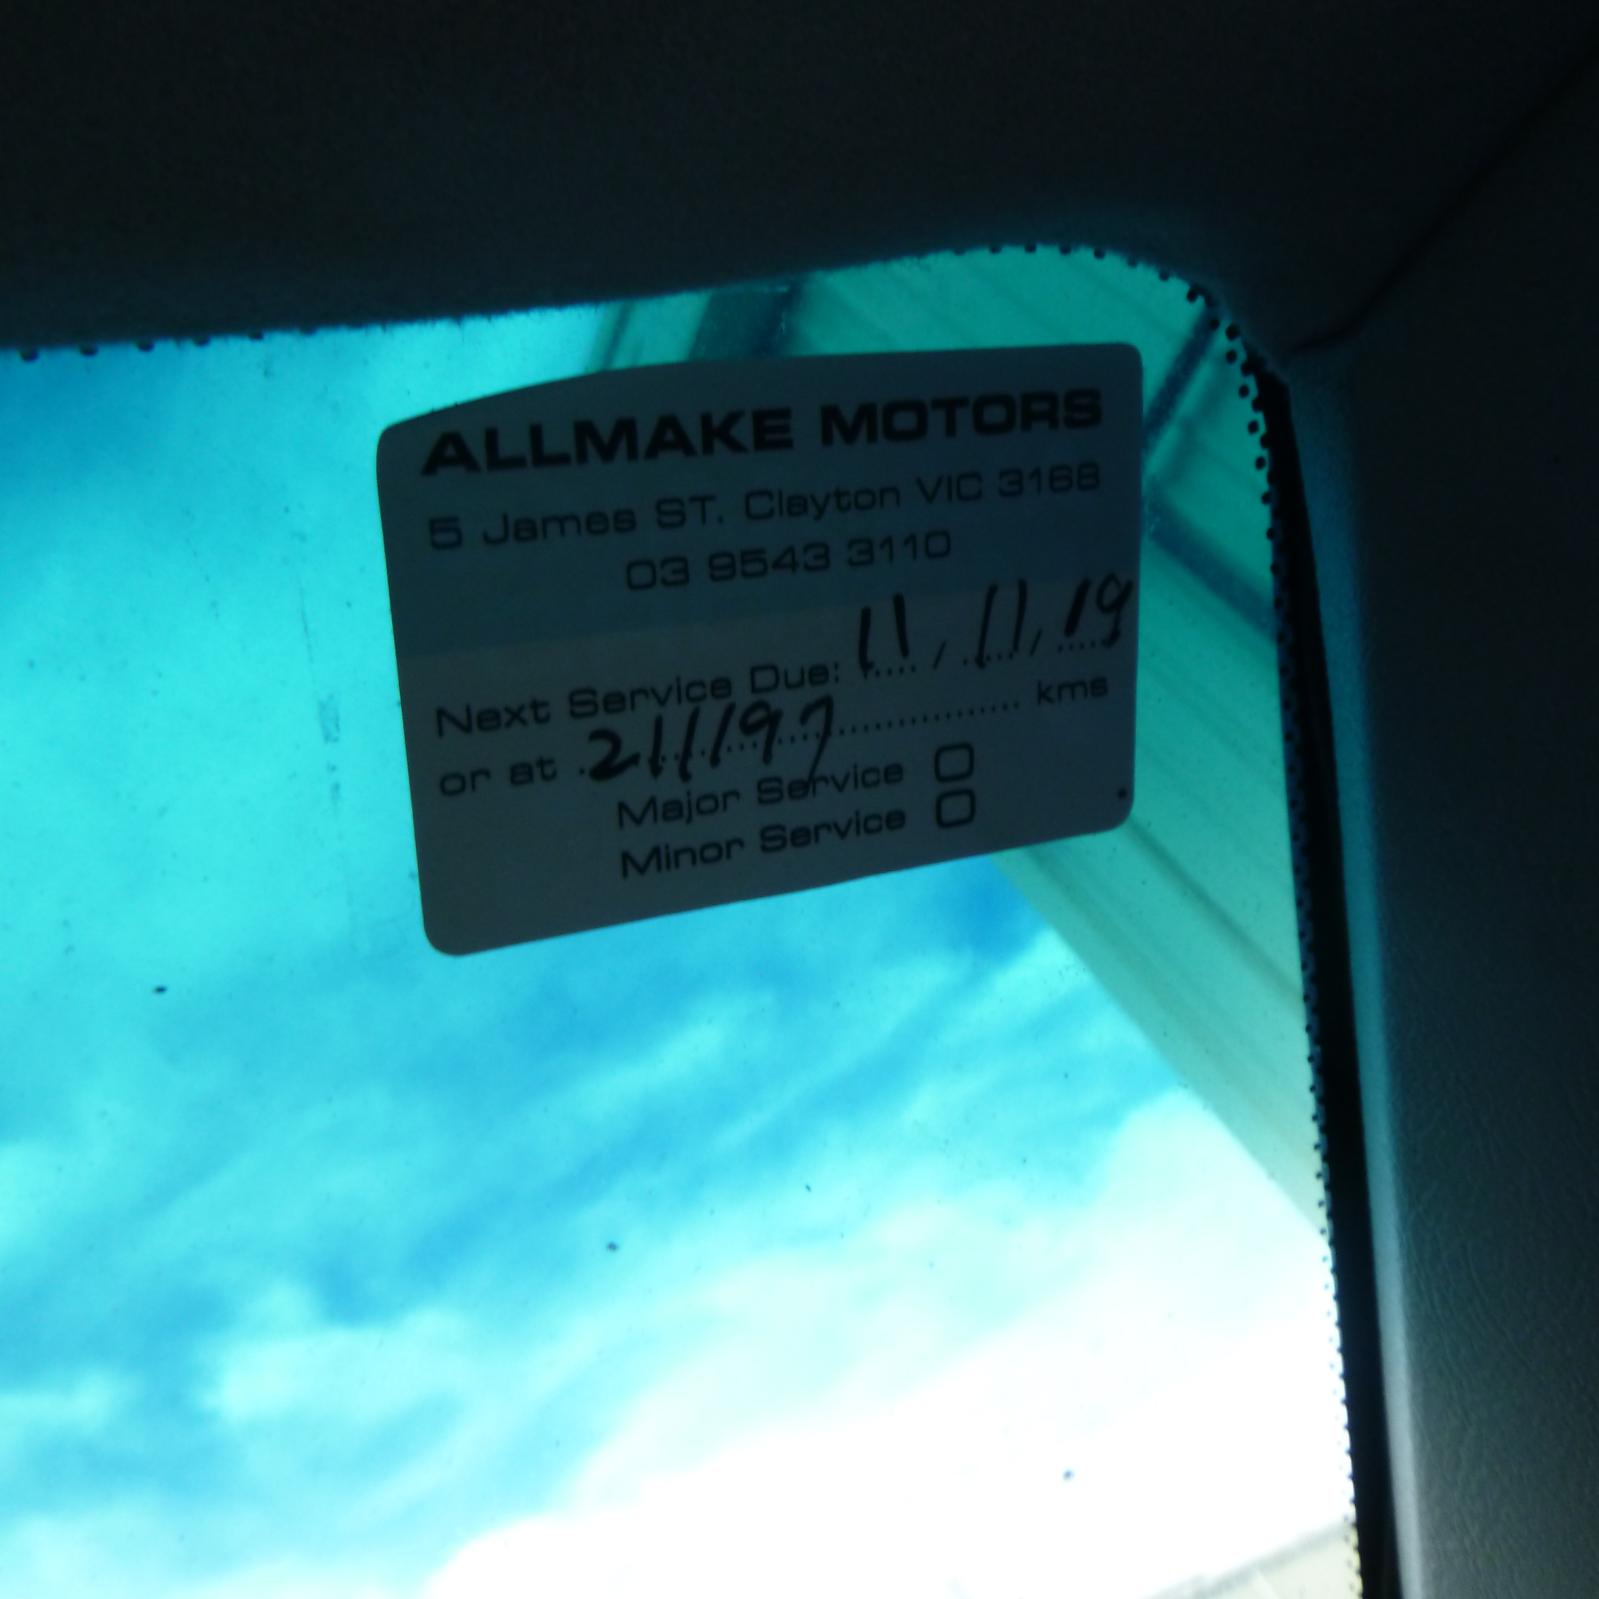 ALLMAKE MOTORS
5 James ST. Clayton VIC 3168
03 9543 3110
Next Service Due: 11 / 11 / 19
or at 211197 kms
Major Service
Minor Service